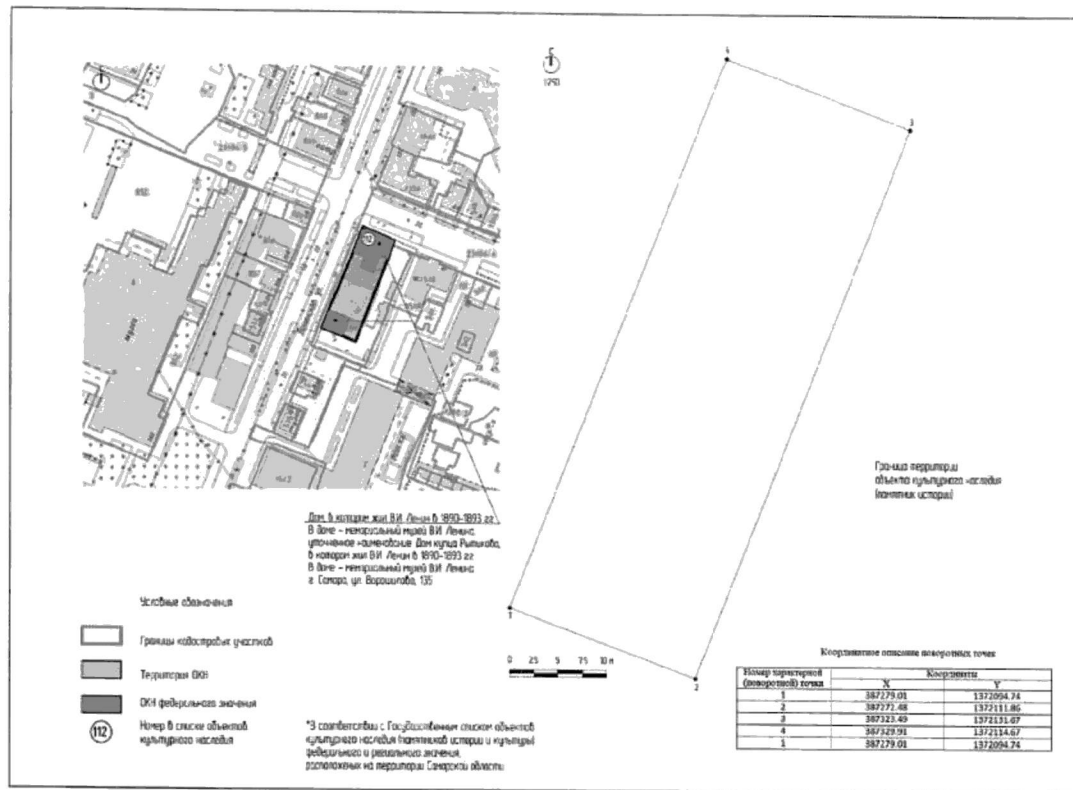 1:250
4
3
1
2
Граница территории
объекта культурного наследия
(памятник истории)
112
Дом, в котором жил В.И. Ленин в 1890-1893 гг.
В доме - мемориальный музей В.И. Ленина,
уточненное наименование: Дом купца Рытикова,
в котором жил В.И. Ленин в 1890-1893 гг.
В доме - мемориальный музей В.И. Ленина
г. Самара, ул. Ворошилова, 135
Условные обозначения
Границы кадастровых участков
Территория ОКН
ОКН федерального значения
112
Номер в списке объектов
культурного наследия
0 2.5 5 7.5 10 м
*В соответствии с Государственным списком объектов
культурного наследия (памятников истории и культуры)
федерального и регионального значения,
расположеных на территории Самарской области
Координатное описание поворотных точек
Номер характерной (поворотной) точки
Координаты
X Y
1 387279.01 1372094.74
2 387272.48 1372111.86
3 387323.49 1372131.07
4 387329.91 1372114.67
1 387279.01 1372094.74